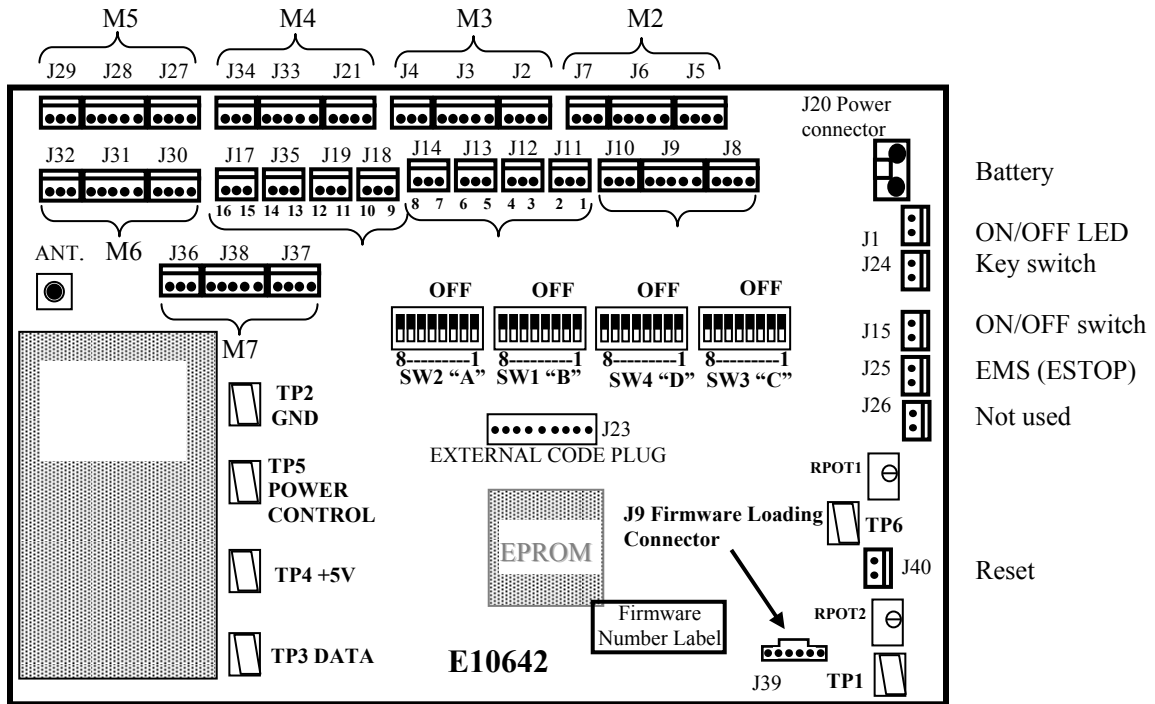 M5 M4 M3 M2
J29 J28 J27 J34 J33 J21 J4 J3 J2 J7 J6 J5
J20 Power
connector
J32 J31 J30 J17 J35 J19 J18 J14 J13 J12 J11 J10 J9 J8
Battery
16 15 14 13 12 11 10 9 8 7 6 5 4 3 2 1
J1 ON/OFF LED
ANT. M6 J36 J38 J37
J24 Key switch
OFF OFF OFF OFF
J15 ON/OFF switch
M7
8---------1 8---------1 8---------1 8---------1
SW2 “A” SW1 “B” SW4 “D” SW3 “C”
J25 EMS (ESTOP)
TP2
GND
J26 Not used
J23
EXTERNAL CODE PLUG
RPOT1
TP5
POWER
CONTROL
J9 Firmware Loading
Connector
TP6
EPROM
TP4 +5V
J40 Reset
Firmware
Number Label
RPOT2
TP3 DATA
E10642
J39
TP1